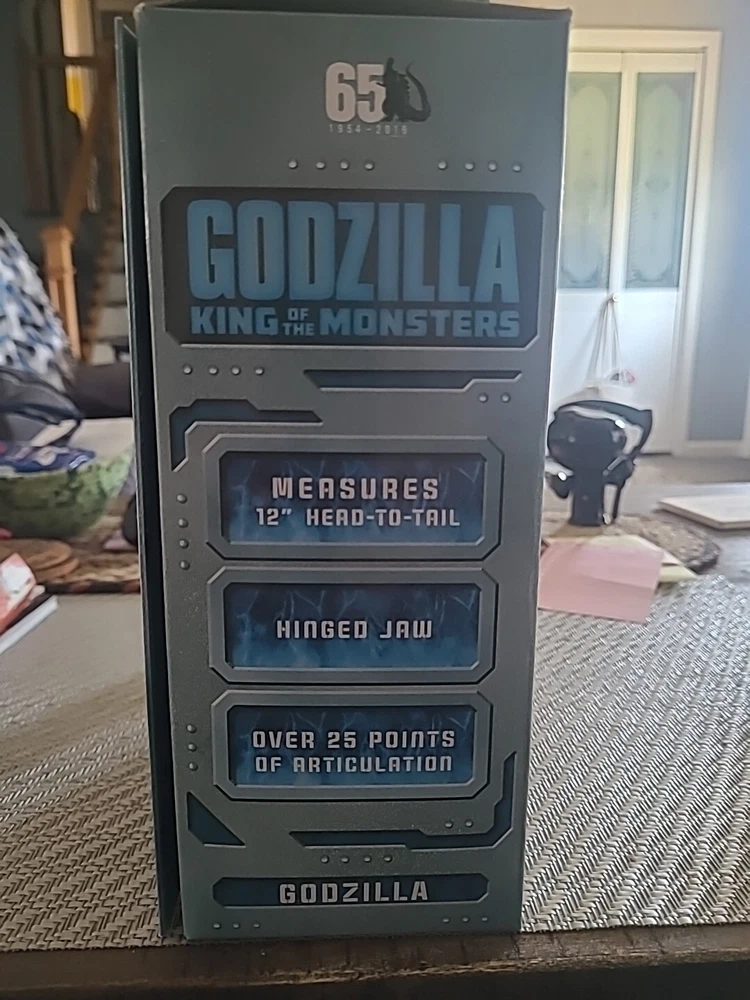 65
1954-2019
GODZILLA
KING OF THE MONSTERS
MEASURES
12" HEAD-TO-TAIL
HINGED JAW
OVER 25 POINTS
OF ARTICULATION
GODZILLA